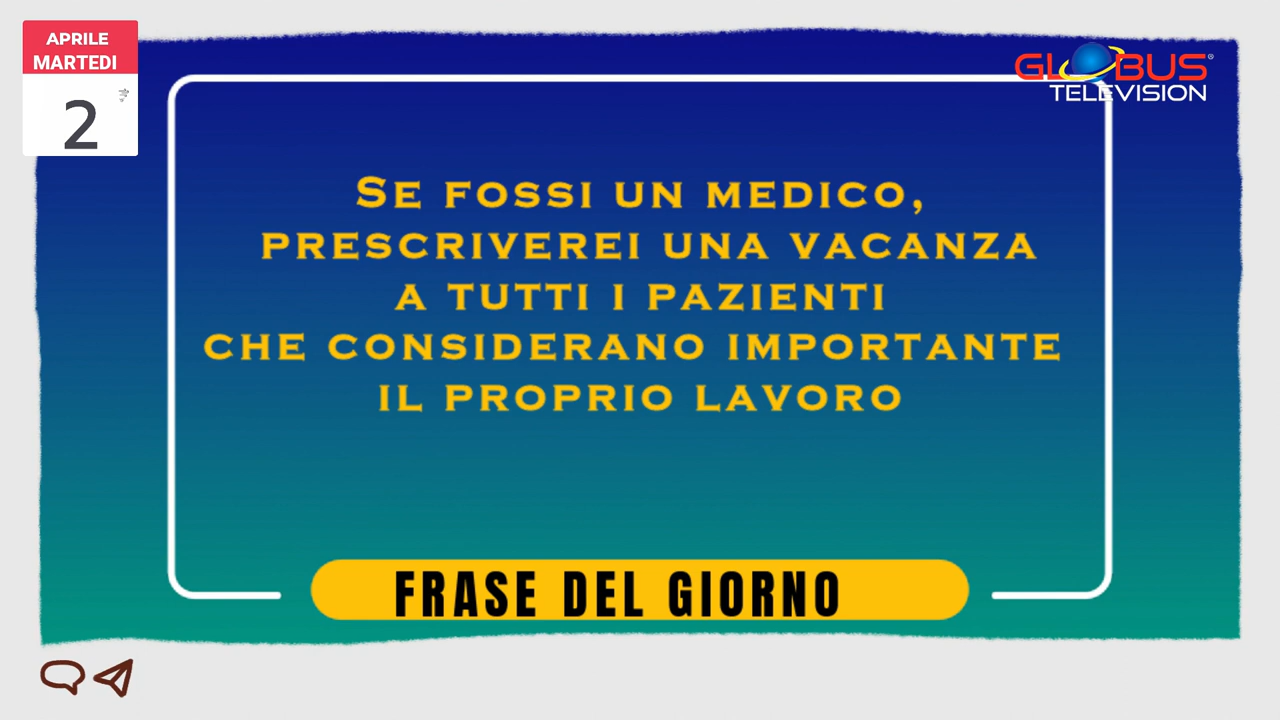 APRILE
MARTEDI
2
GLOBUS®
TELEVISION
SE FOSSI UN MEDICO,
PRESCRIVEREI UNA VACANZA
A TUTTI I PAZIENTI
CHE CONSIDERANO IMPORTANTE
IL PROPRIO LAVORO
FRASE DEL GIORNO